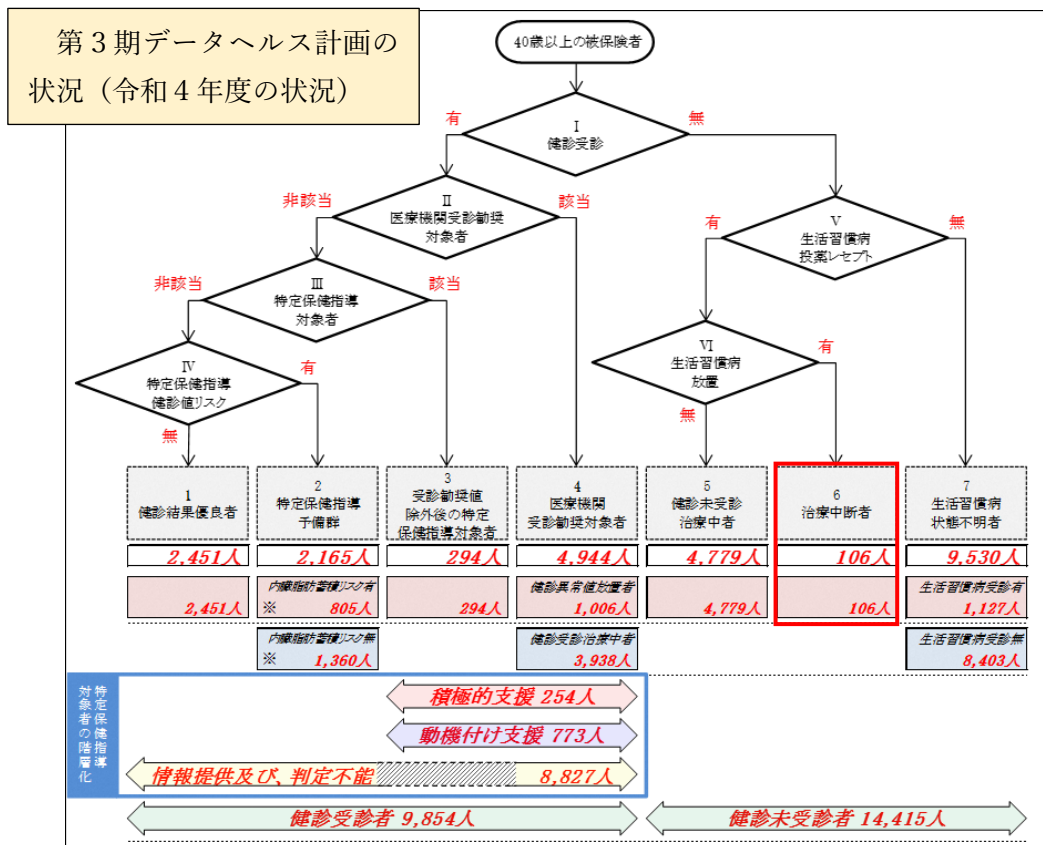 第３期データヘルス計画の
状況（令和４年度の状況）
40歳以上の被保険者
Ⅰ
健診受診
有
無
Ⅱ
医療機関受診勧奨
対象者
非該当
該当
Ⅴ
生活習慣病
投薬レセプト
有
無
Ⅲ
特定保健指導
対象者
非該当
該当
Ⅵ
生活習慣病
放置
有
無
Ⅳ
特定保健指導
健診値リスク
有
無
1
健診結果優良者
2
特定保健指導
予備群
3
受診勧奨値
除外後の特定
保健指導対象者
4
医療機関
受診勧奨対象者
5
健診未受診
治療中者
6
治療中断者
7
生活習慣病
状態不明者
2,451人
2,165人
294人
4,944人
4,779人
106人
9,530人
2,451人
内臓脂肪蓄積リスク有
※ 805人
294人
健診異常値放置者
1,006人
4,779人
106人
生活習慣病受診有
1,127人
内臓脂肪蓄積リスク無
※ 1,360人
健診受診治療中者
3,938人
生活習慣病受診無
8,403人
特定保健指導
対象者の階層化
積極的支援 254人
動機付け支援 773人
情報提供及び、判定不能 8,827人
健診受診者 9,854人
健診未受診者 14,415人